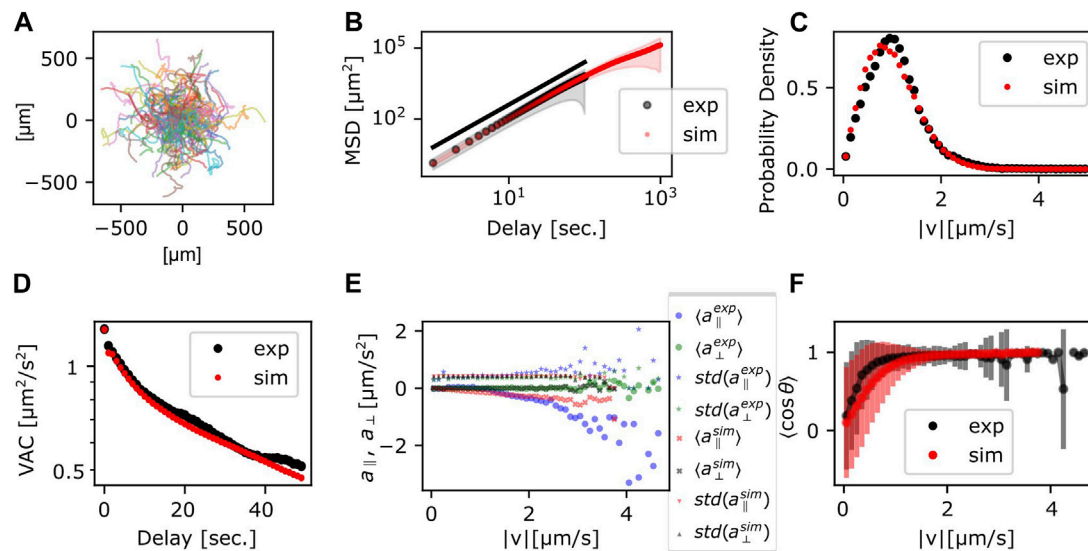 A
500
0
−500
[µm]
−500
0
500
[µm]
B
10⁵
10²
MSD [µm²]
exp
sim
10¹
10³
Delay [sec.]
C
0.5
0.0
Probability Density
exp
sim
0
2
4
|v|[µm/s]
D
1
0.5
VAC [µm²/s²]
exp
sim
0
20
40
Delay [sec.]
E
2
0
−2
a∥, a⊥ [µm/s²]
0
2
4
|v|[µm/s]
⟨a∥^exp⟩
⟨a⊥^exp⟩
std(a∥^exp)
std(a⊥^exp)
⟨a∥^sim⟩
⟨a⊥^sim⟩
std(a∥^sim)
std(a⊥^sim)
F
1
0
⟨cos θ⟩
exp
sim
0
2
4
|v|[µm/s]